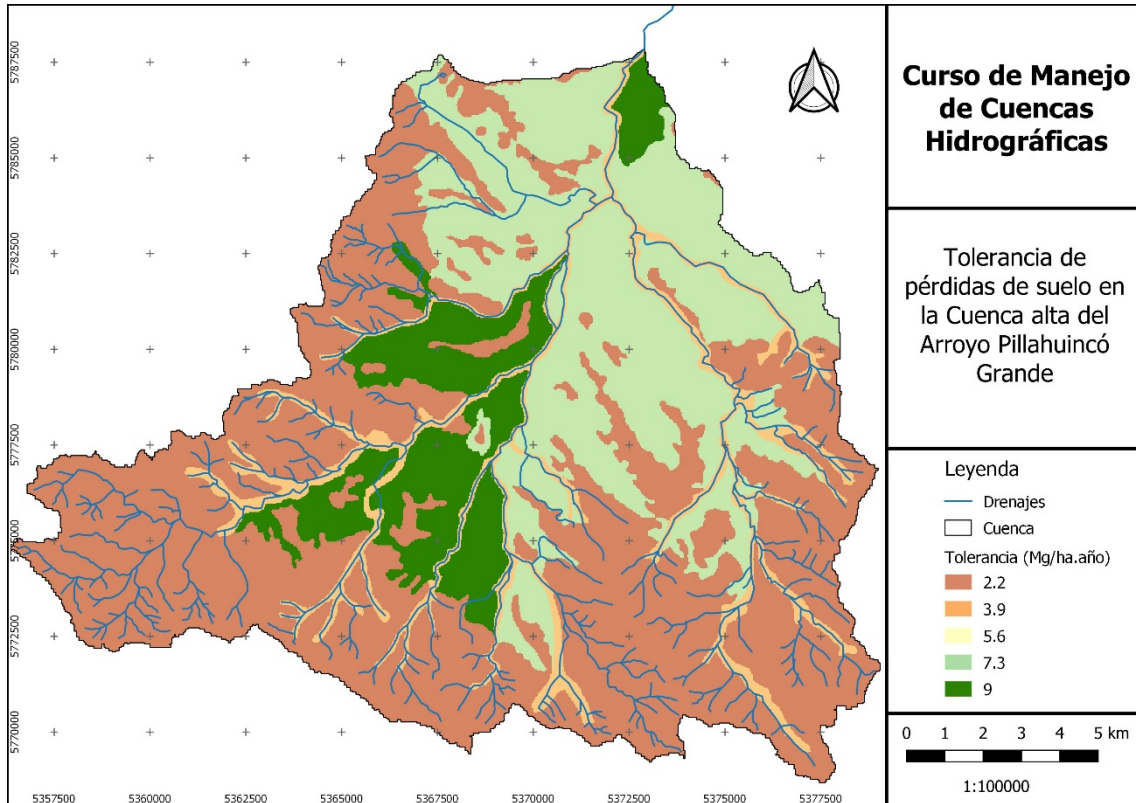 Curso de Manejo
de Cuencas
Hidrográficas
Tolerancia de
pérdidas de suelo en
la Cuenca alta del
Arroyo Pillahuincó
Grande
Leyenda
Drenajes
Cuenca
Tolerancia (Mg/ha.año)
2.2
3.9
5.6
7.3
9
0 1 2 3 4 5 km
1:100000
5787500
5785000
5782500
5780000
5777500
5775000
5772500
5770000
5357500 5360000 5362500 5365000 5367500 5370000 5372500 5375000 5377500